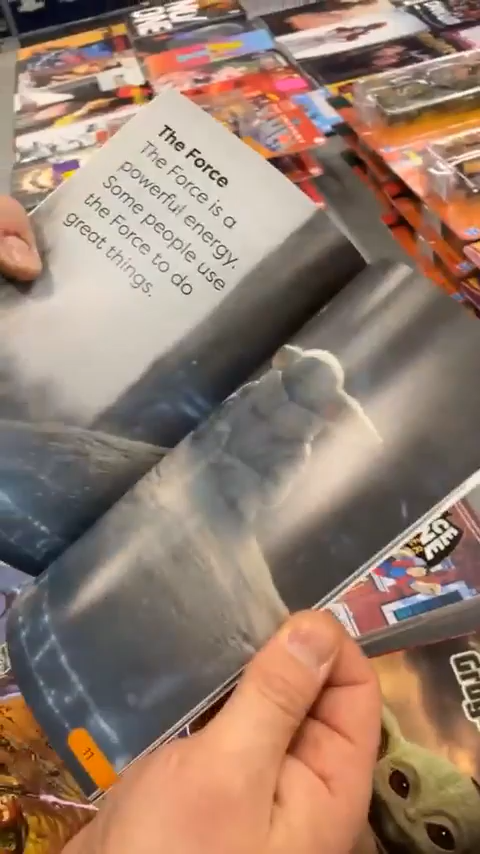 The Force
The Force is a
powerful energy.
Some people use
the Force to do
great things.
11